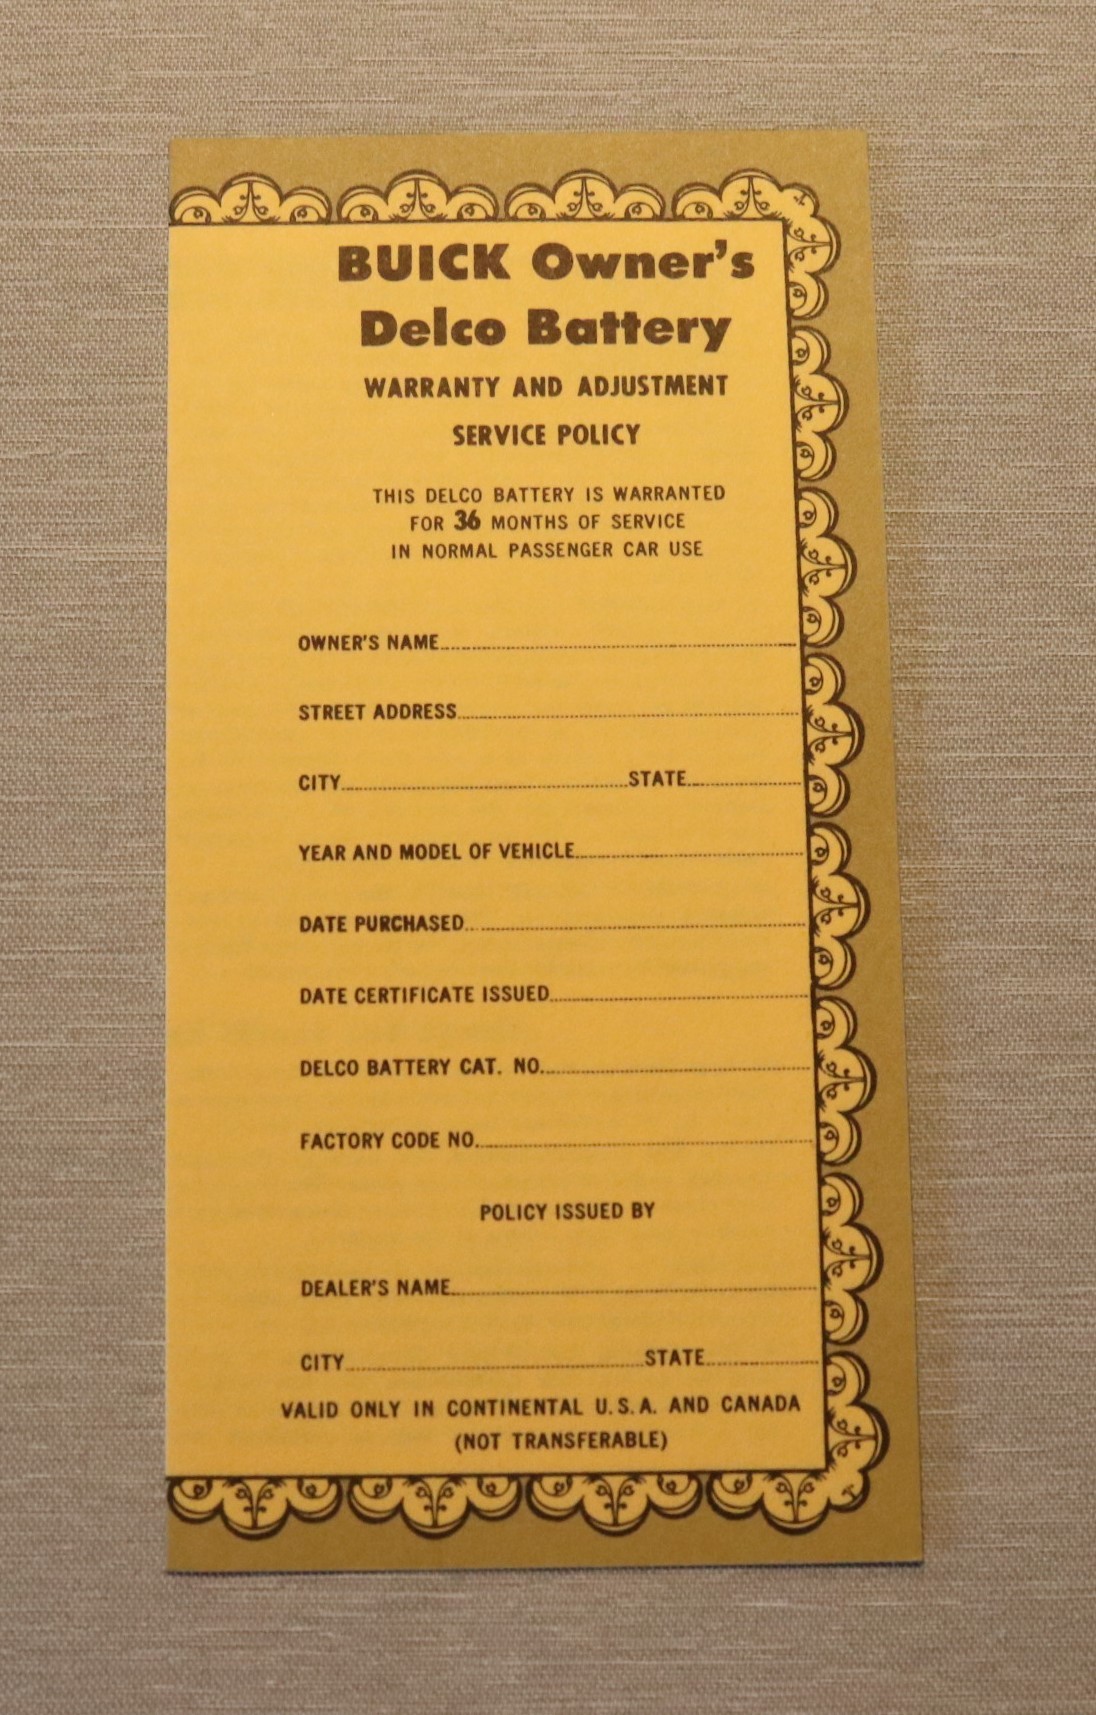 BUICK Owner's
Delco Battery
WARRANTY AND ADJUSTMENT
SERVICE POLICY
THIS DELCO BATTERY IS WARRANTED
FOR 36 MONTHS OF SERVICE
IN NORMAL PASSENGER CAR USE
OWNER'S NAME
STREET ADDRESS
CITY STATE
YEAR AND MODEL OF VEHICLE
DATE PURCHASED
DATE CERTIFICATE ISSUED
DELCO BATTERY CAT. NO.
FACTORY CODE NO.
POLICY ISSUED BY
DEALER'S NAME
CITY STATE
VALID ONLY IN CONTINENTAL U.S.A. AND CANADA
(NOT TRANSFERABLE)